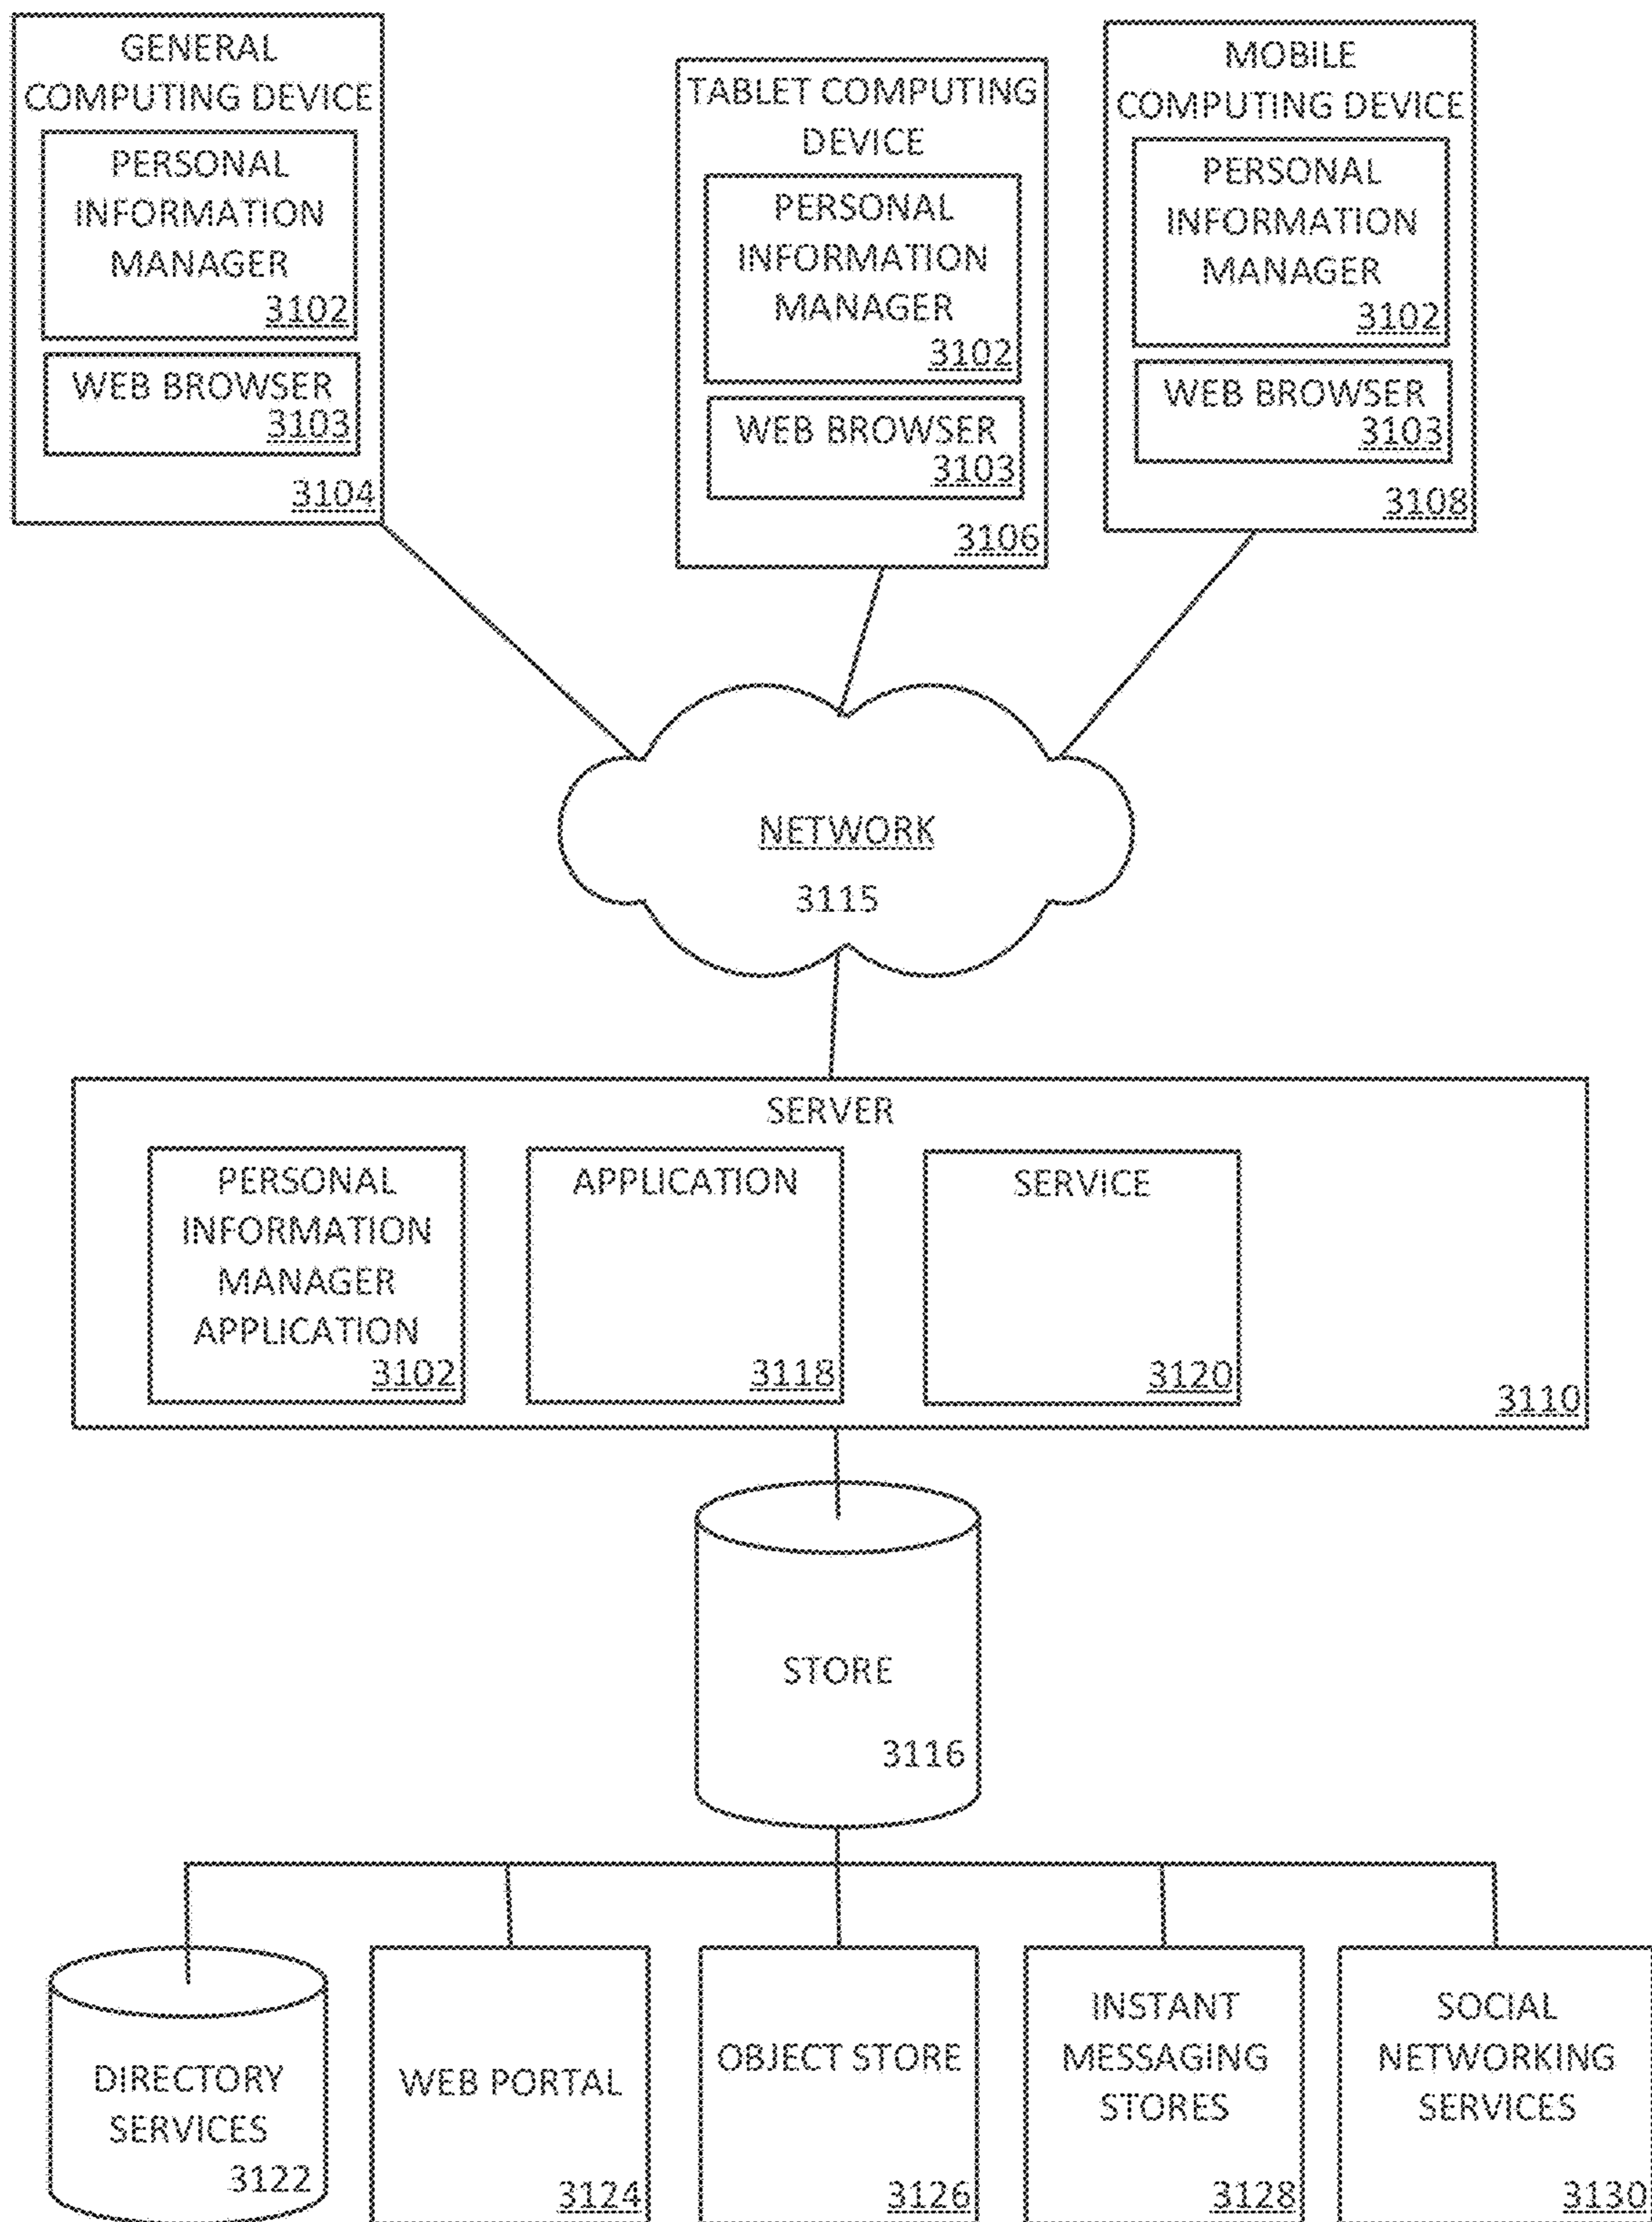 GENERAL
COMPUTING DEVICE
PERSONAL
INFORMATION
MANAGER
3102
WEB BROWSER
3103
3104
TABLET COMPUTING
DEVICE
PERSONAL
INFORMATION
MANAGER
3102
WEB BROWSER
3103
3106
MOBILE
COMPUTING DEVICE
PERSONAL
INFORMATION
MANAGER
3102
WEB BROWSER
3103
3108
NETWORK
3115
SERVER
PERSONAL
INFORMATION
MANAGER
APPLICATION
3102
APPLICATION
3118
SERVICE
3120
3110
STORE
3116
DIRECTORY
SERVICES
3122
WEB PORTAL
3124
OBJECT STORE
3126
INSTANT
MESSAGING
STORES
3128
SOCIAL
NETWORKING
SERVICES
3130